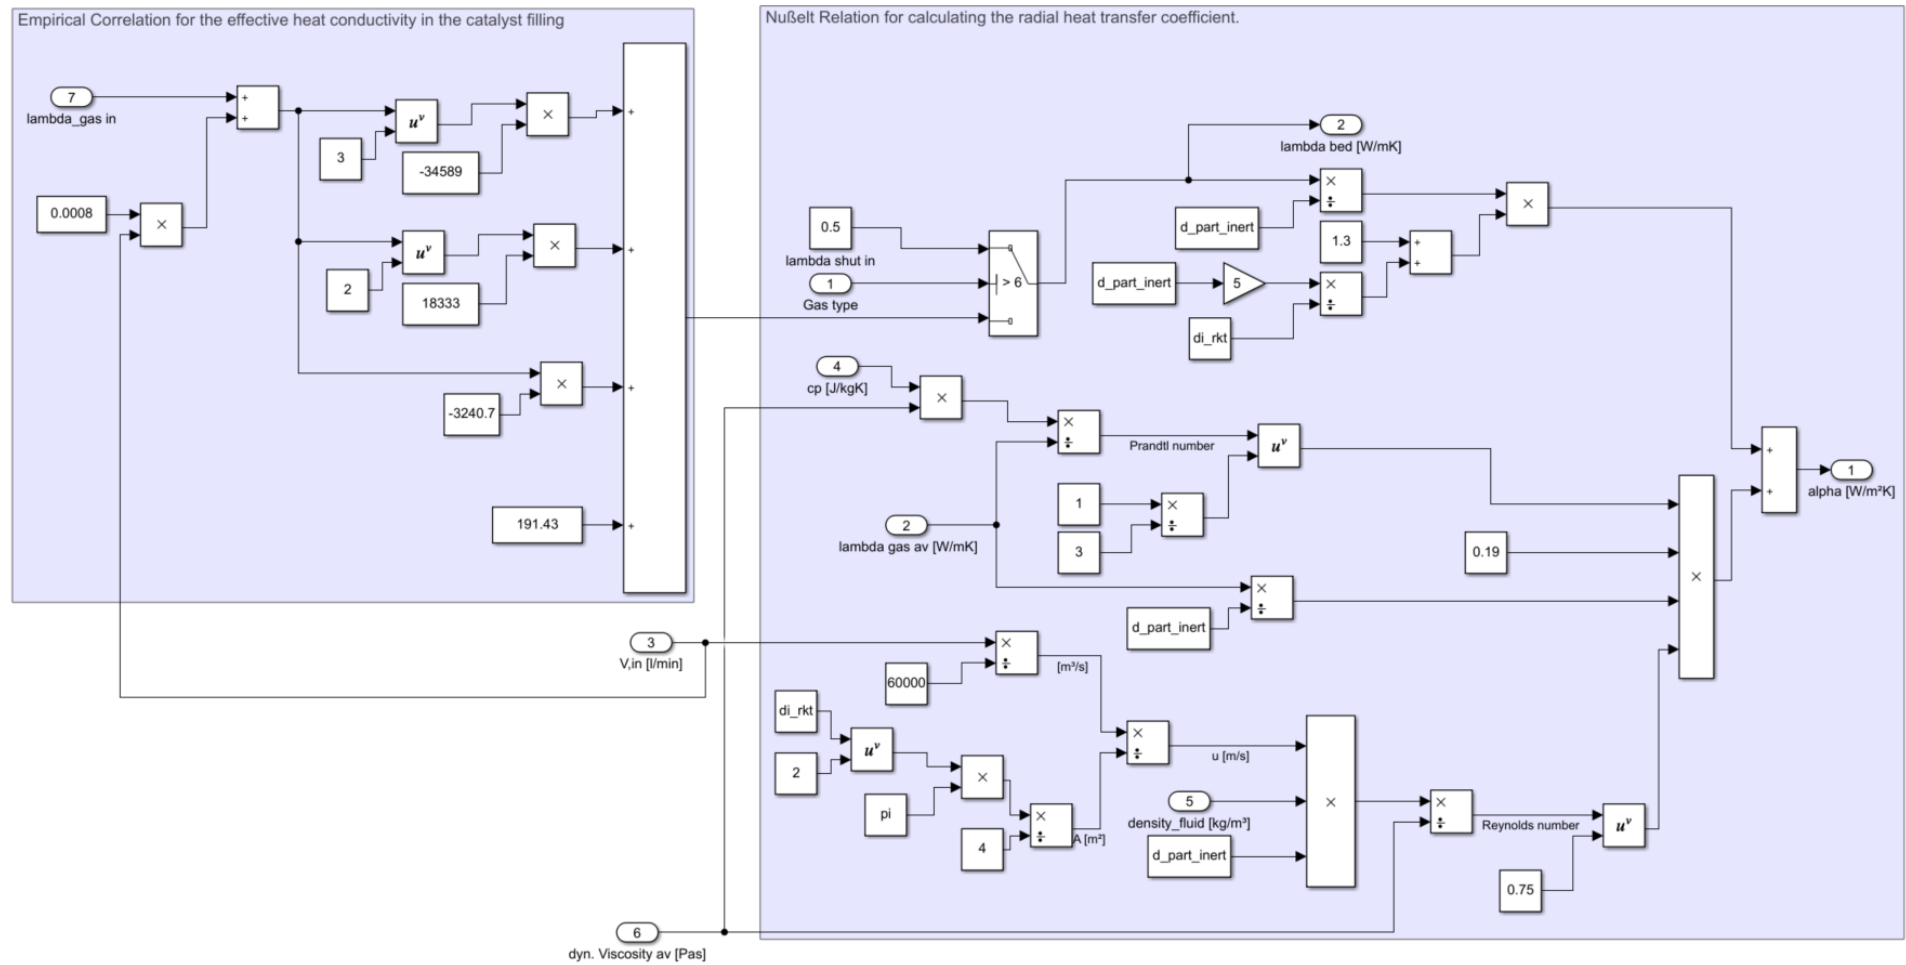 Empirical Correlation for the effective heat conductivity in the catalyst filling
7
lambda_gas in
+
+
u^v
3
×
-34589
+
0.0008
×
u^v
2
×
18333
+
×
-3240.7
+
191.43
+
Nußelt Relation for calculating the radial heat transfer coefficient.
2
lambda bed [W/mK]
0.5
lambda shut in
1
Gas type
> 6
×
÷
d_part_inert
1.3
+
+
×
d_part_inert
5
×
÷
di_rkt
4
cp [J/kgK]
×
×
÷
Prandtl number
u^v
1
3
×
÷
2
lambda gas av [W/mK]
×
÷
d_part_inert
0.19
×
+
+
1
alpha [W/m²K]
3
V,in [l/min]
×
÷
60000
[m³/s]
di_rkt
2
u^v
×
pi
4
×
÷
A [m²]
×
÷
u [m/s]
5
density_fluid [kg/m³]
d_part_inert
×
×
÷
Reynolds number
u^v
0.75
6
dyn. Viscosity av [Pas]